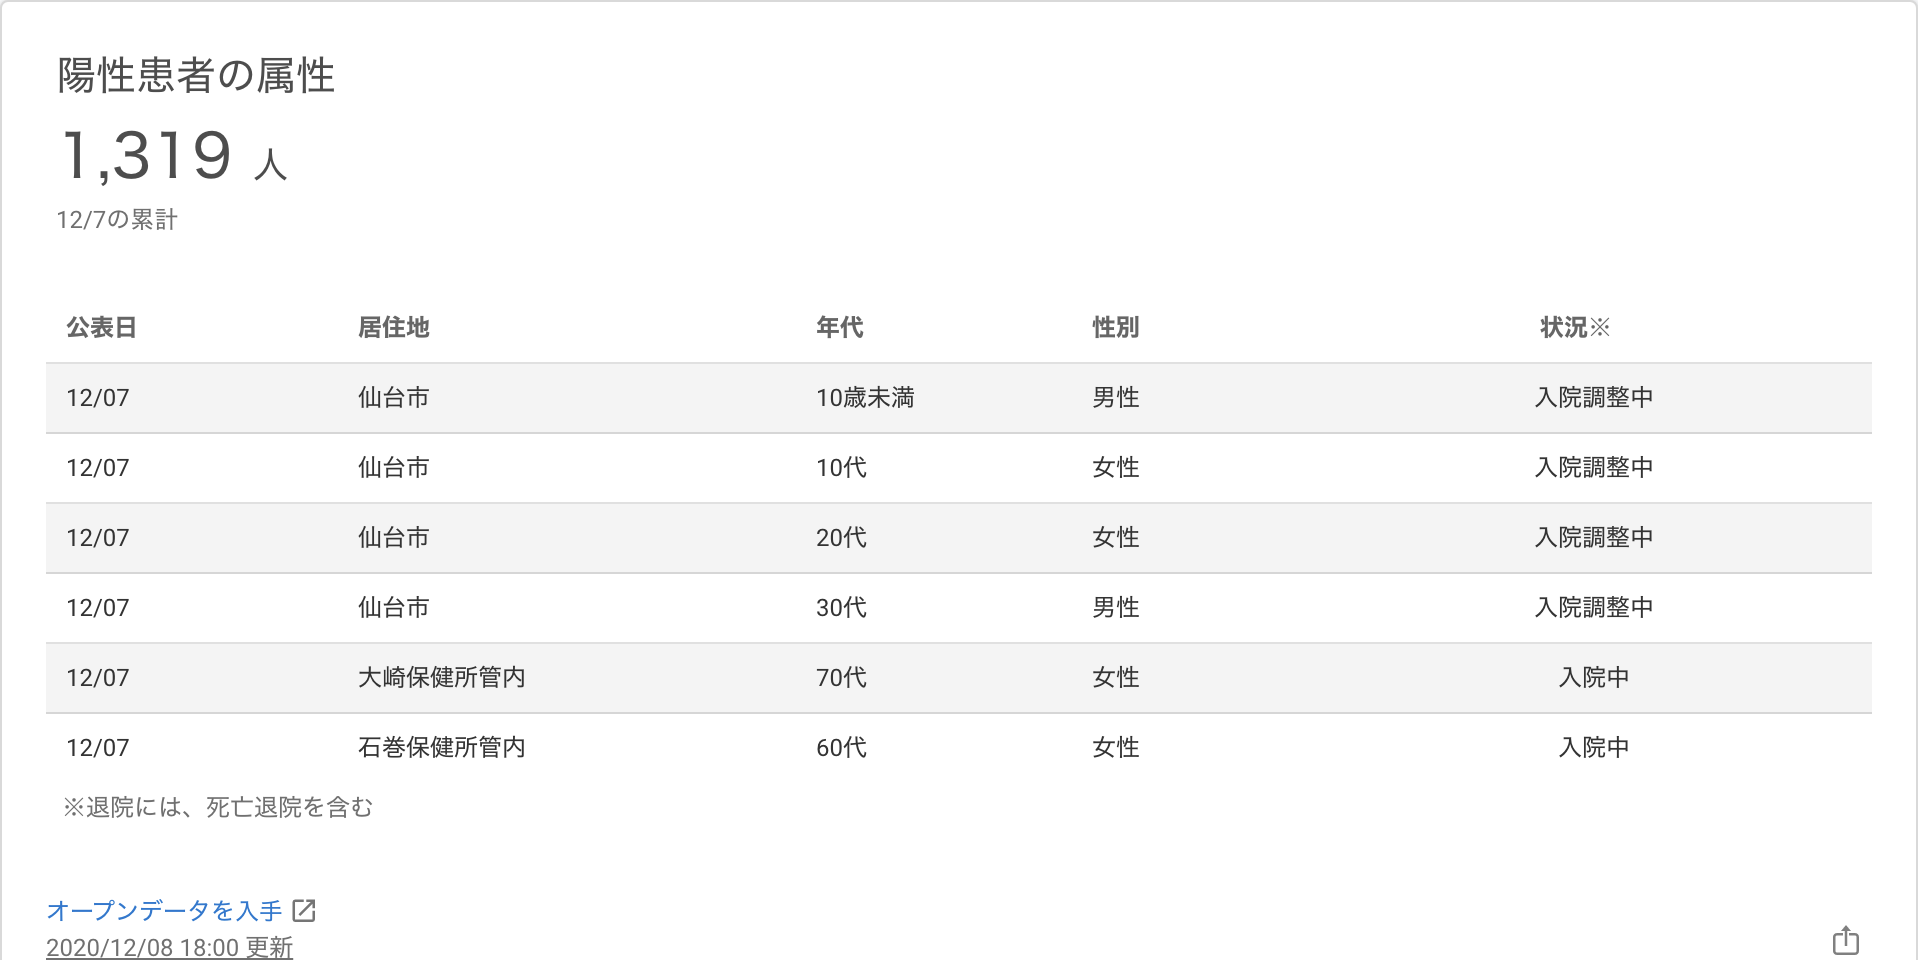 陽性患者の属性
1,319 人
12/7の累計
公表日 居住地 年代 性別 状況※
12/07 仙台市 10歳未満 男性 入院調整中
12/07 仙台市 10代 女性 入院調整中
12/07 仙台市 20代 女性 入院調整中
12/07 仙台市 30代 男性 入院調整中
12/07 大崎保健所管内 70代 女性 入院中
12/07 石巻保健所管内 60代 女性 入院中
※退院には、死亡退院を含む
オープンデータを入手
2020/12/08 18:00 更新